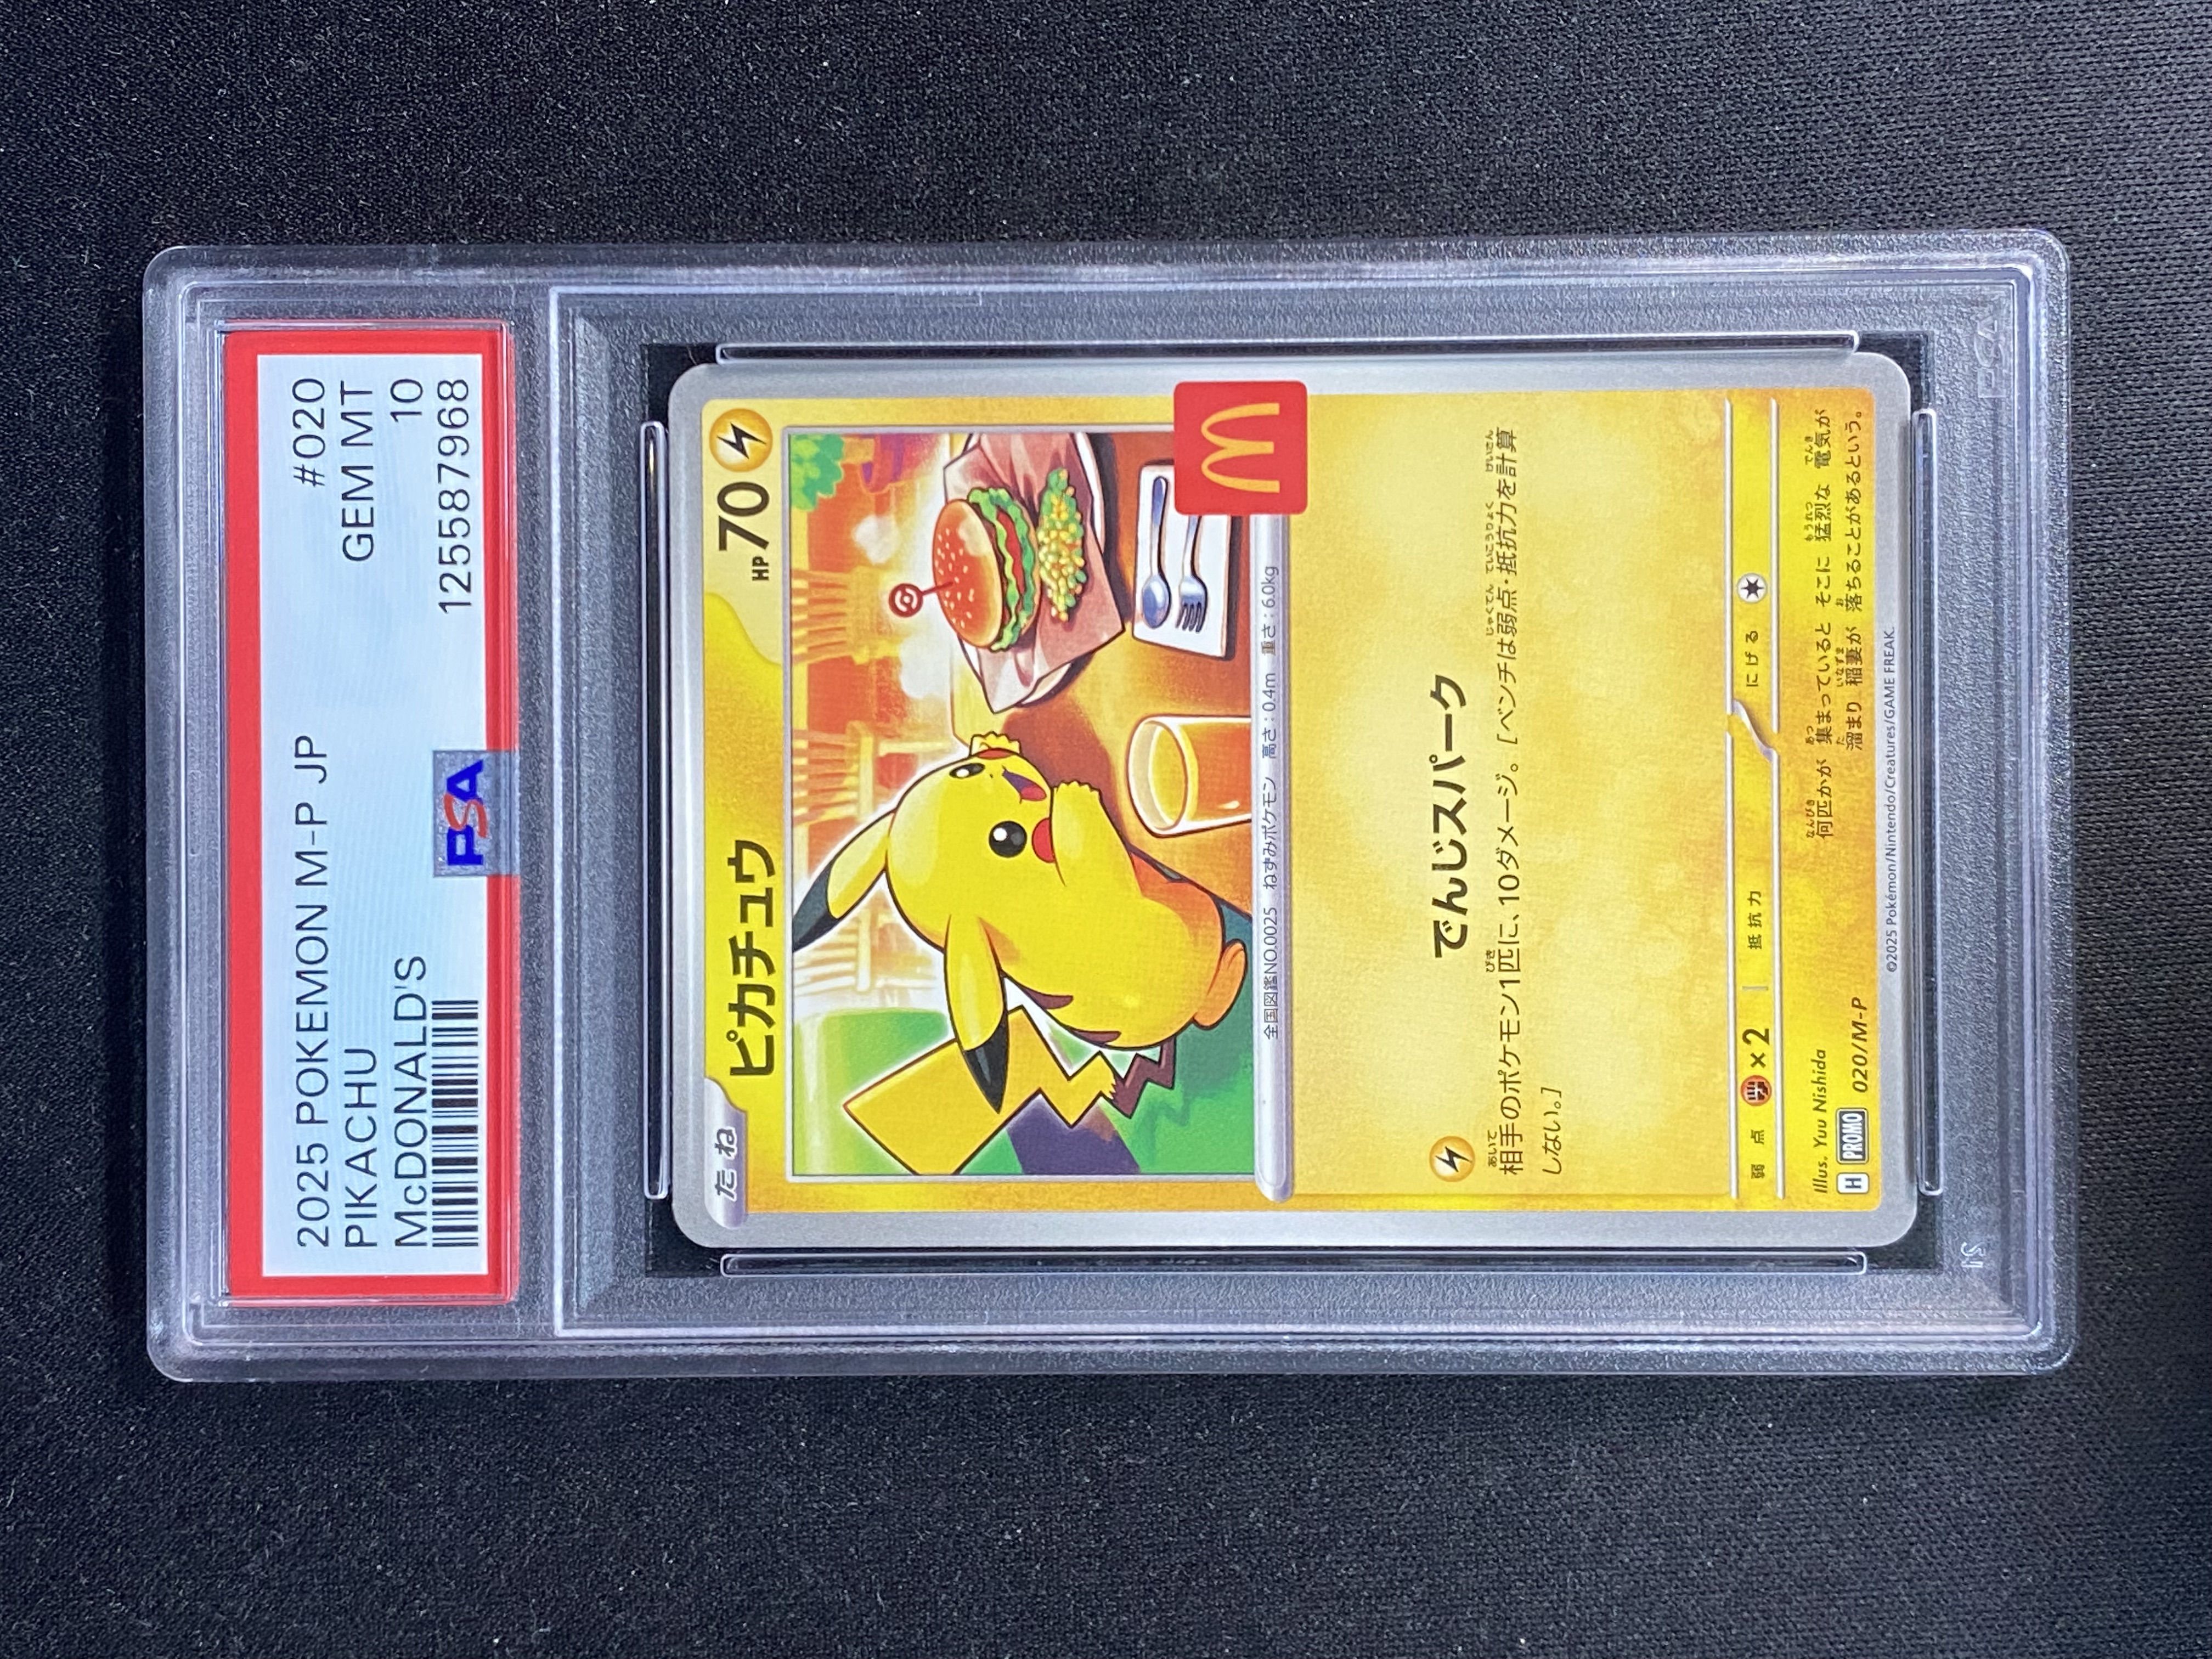 2025 POKEMON M-P JP #020
PIKACHU GEM MT
McDONALD'S 10
125587968
PSA
たね ピカチュウ HP 70
M
全国図鑑NO.0025 ねずみポケモン 高さ:0.4m 重さ:6.0kg
でんじスパーク
相手のポケモン1匹に、10ダメージ。[ベンチは弱点・抵抗力を計算
しない。]
弱点 ×2 抵抗力 にげる
Illus. Yuu Nishida
H PROMO 020/M-P
何匹かが 集まっていると そこに 猛烈な 電気が
溜まり 稲妻が 落ちることがあるという。
©2025 Pokémon/Nintendo/Creatures/GAME FREAK.
PSA